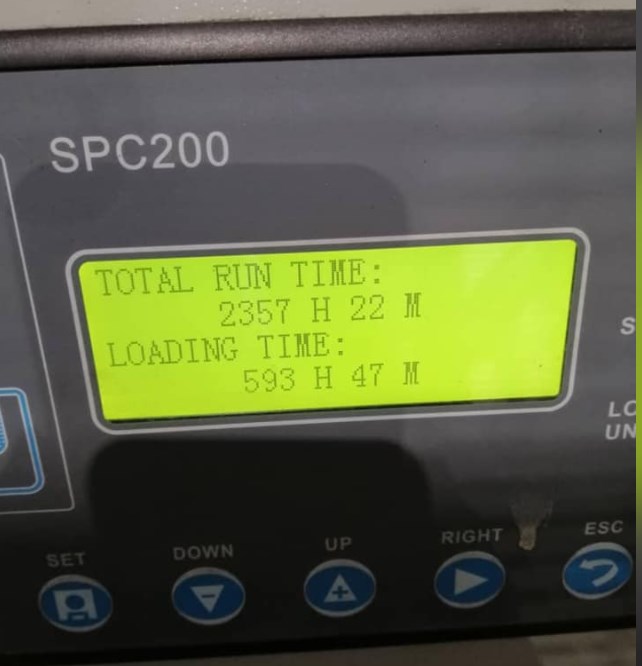 SPC200
TOTAL RUN TIME:
2357 H 22 M
LOADING TIME:
593 H 47 M
SET
DOWN
UP
RIGHT
ESC